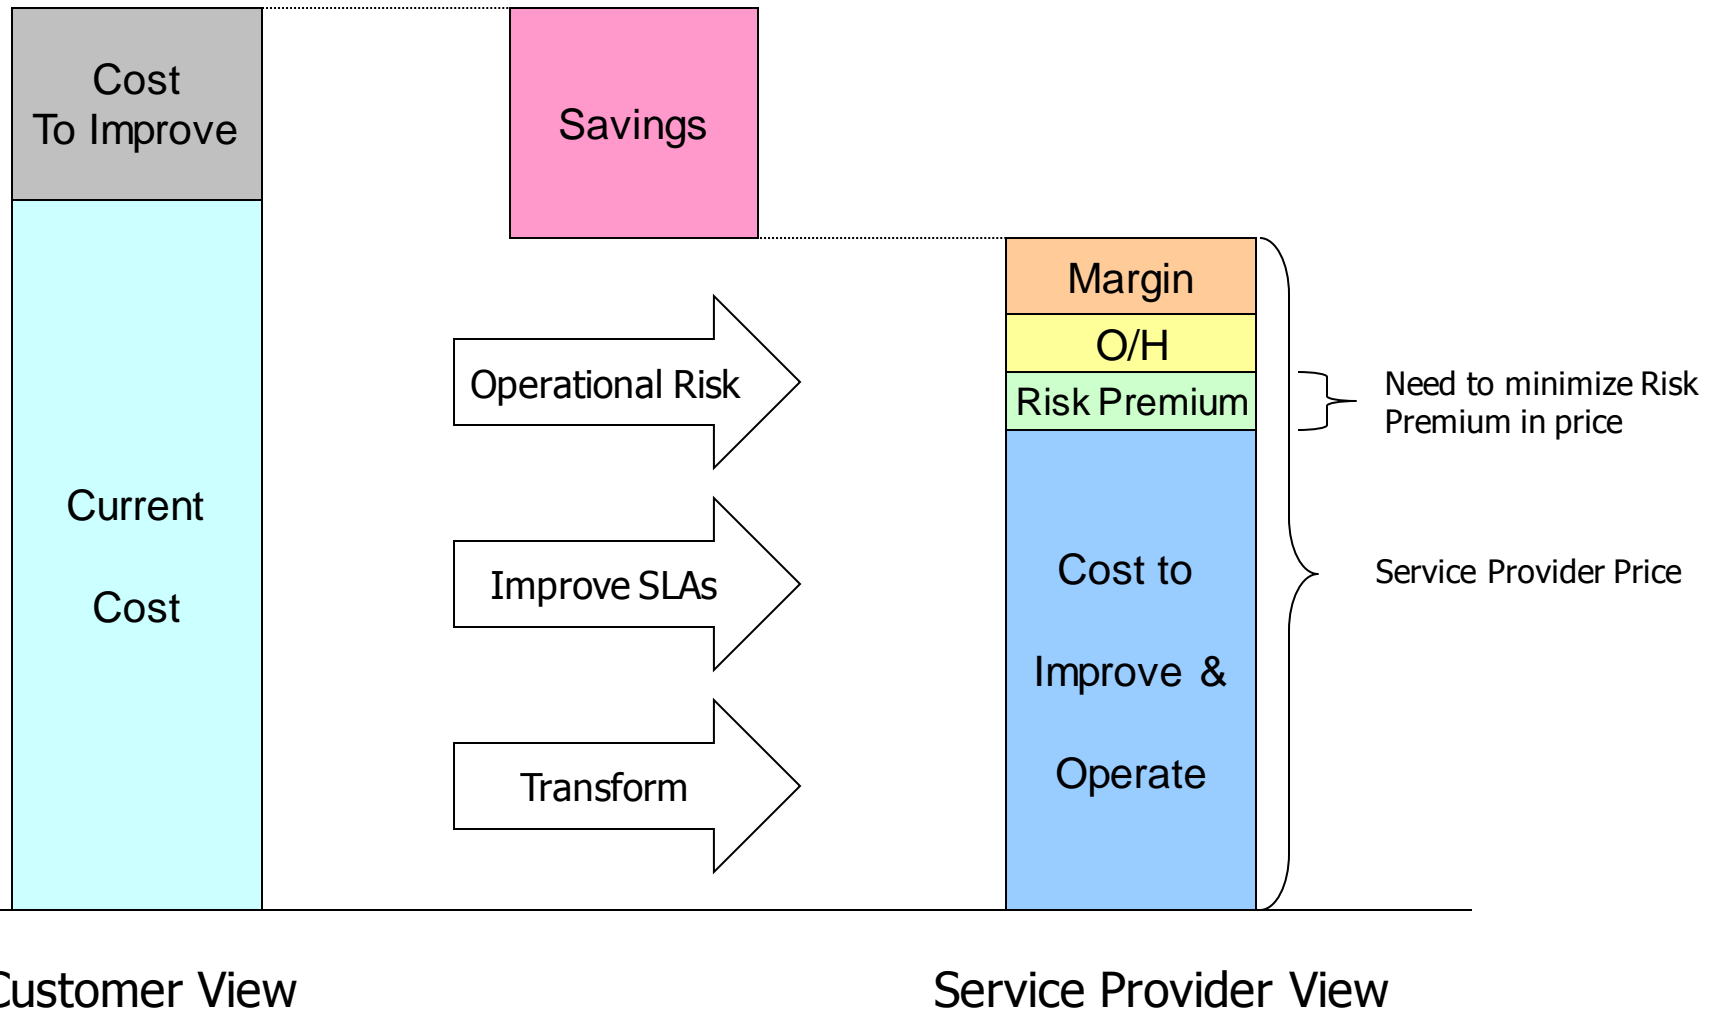 Cost
To Improve
Savings
Margin
O/H
Operational Risk
Risk Premium
Need to minimize Risk
Premium in price
Current
Cost
Improve SLAs
Cost to
Improve &
Operate
Service Provider Price
Transform
Customer View
Service Provider View